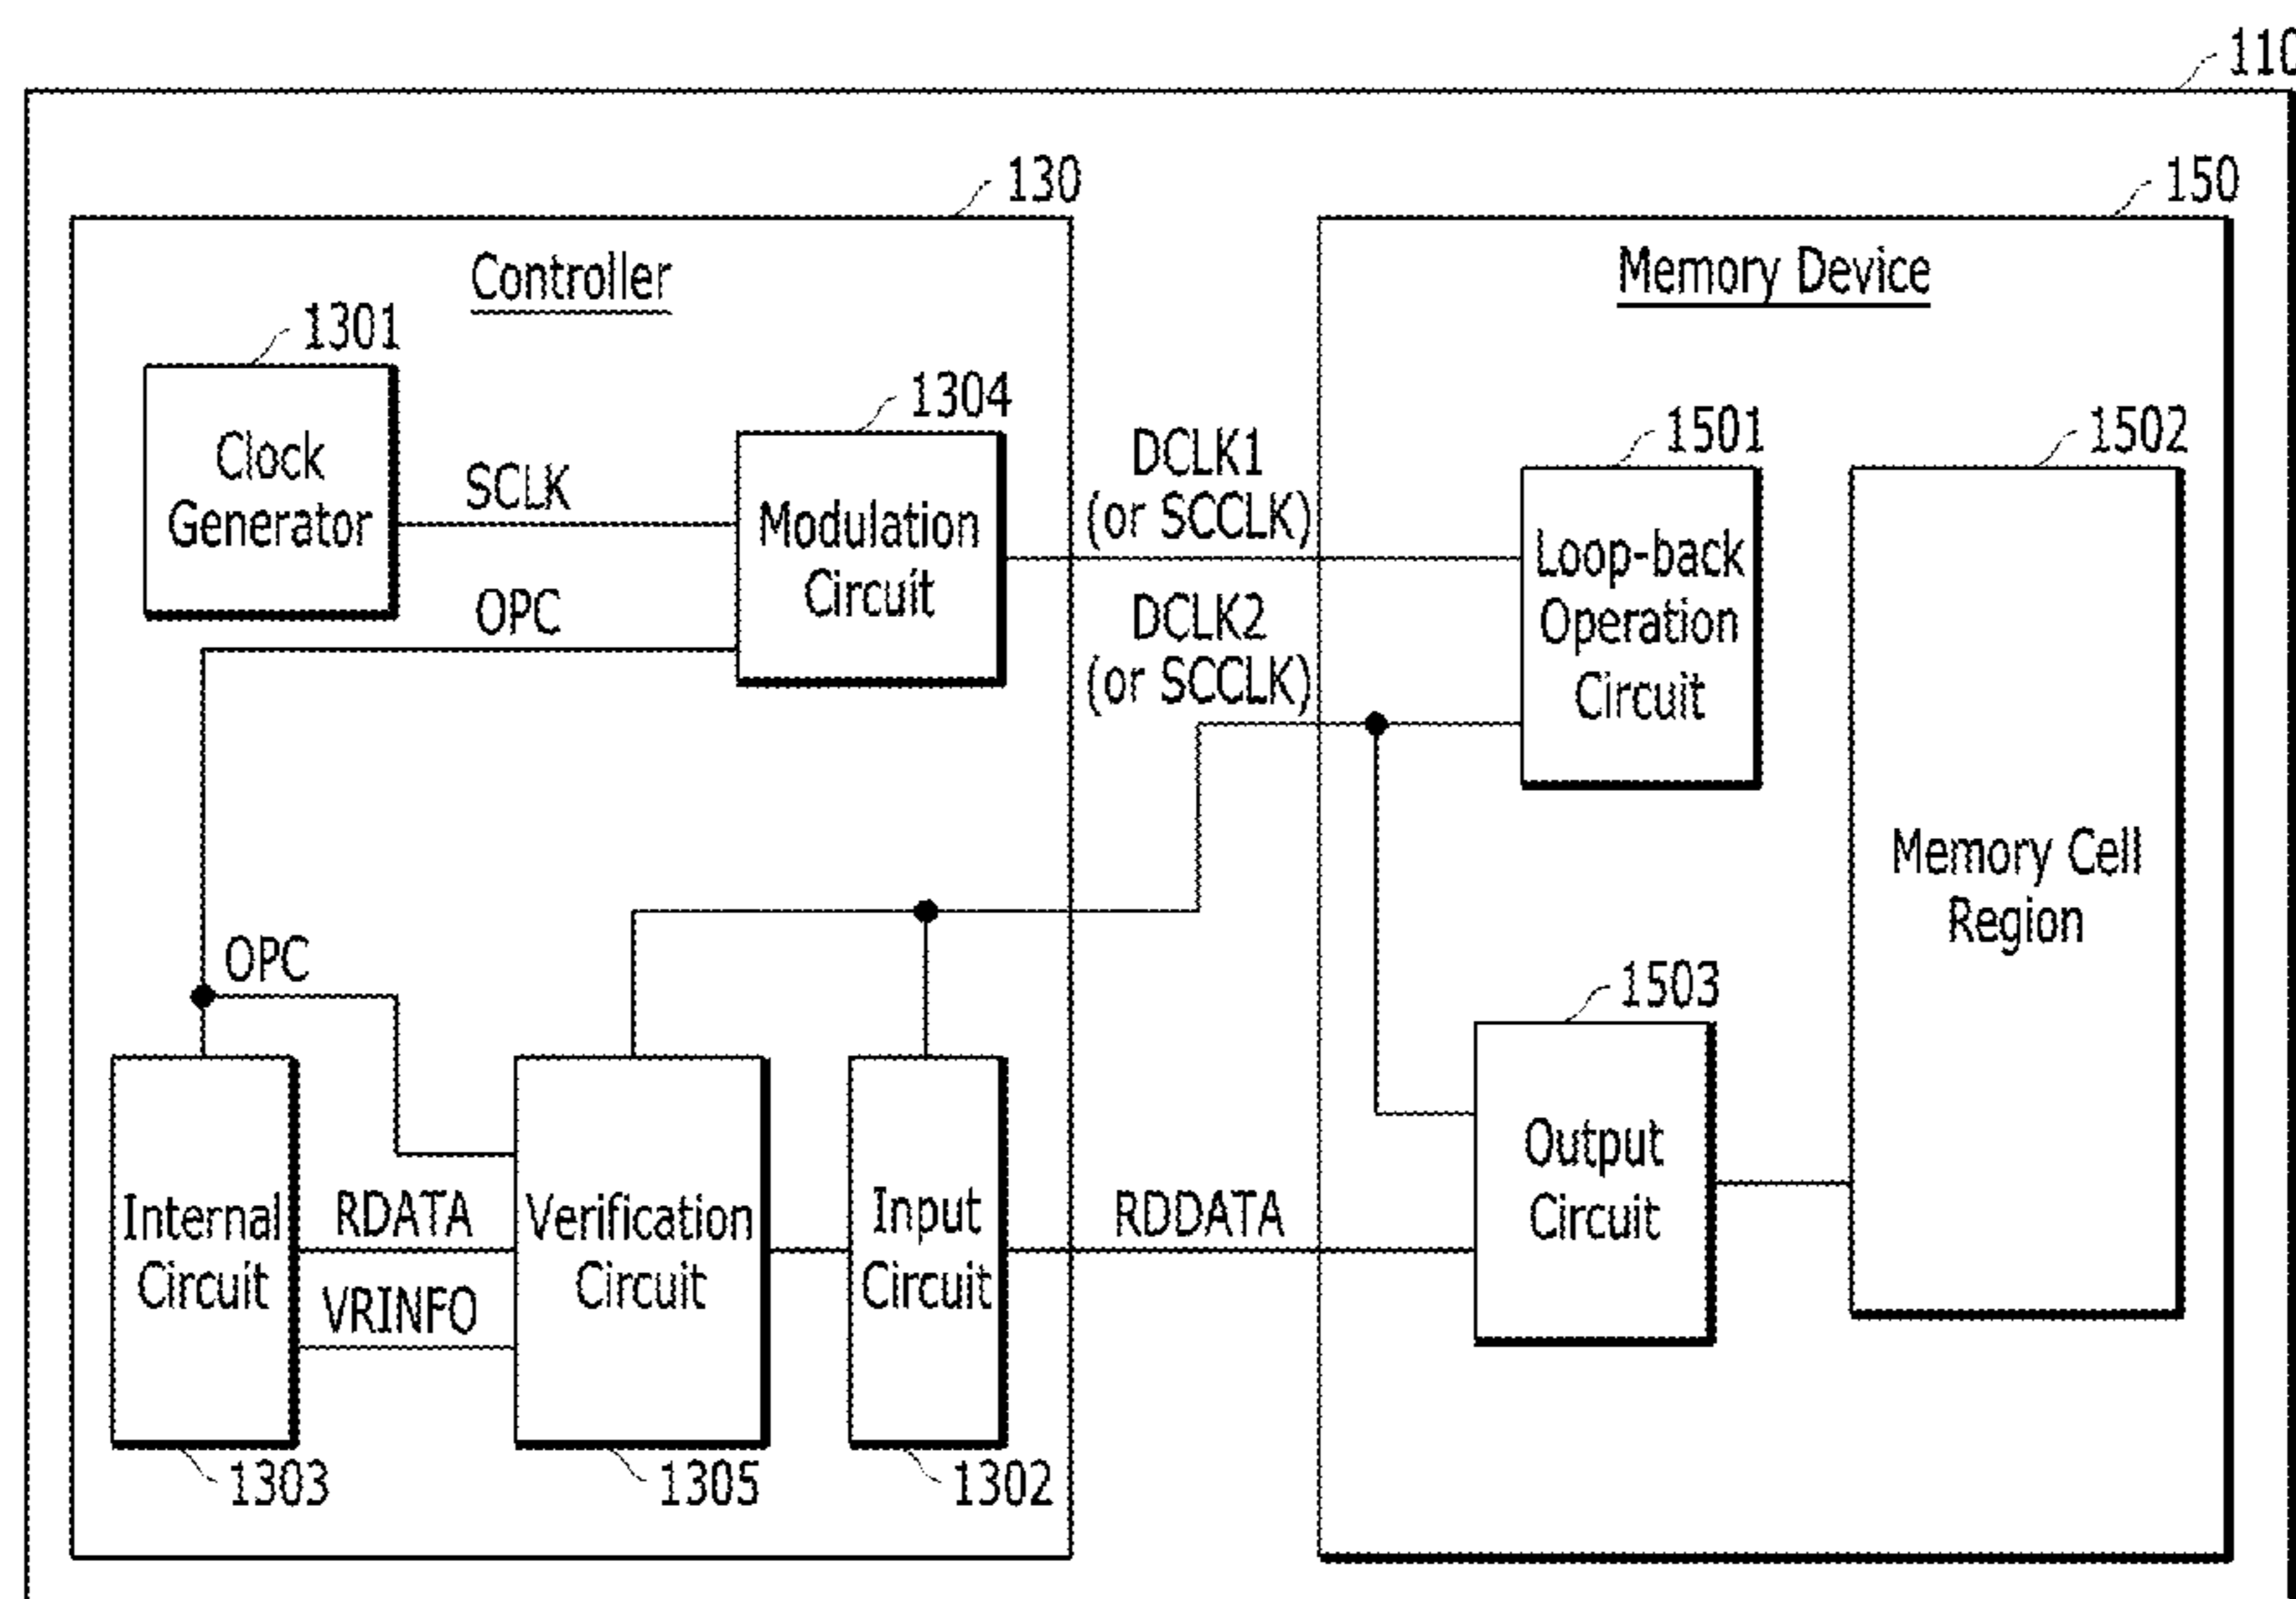 110
130
150
Controller
Memory Device
1301
1304
1501
1502
Clock
Generator
SCLK
OPC
Modulation
Circuit
DCLK1
(or SCCLK)
DCLK2
(or SCCLK)
Loop-back
Operation
Circuit
Memory Cell
Region
OPC
1503
Internal
Circuit
RDATA
VRINFO
Verification
Circuit
Input
Circuit
RDDATA
Output
Circuit
1303
1305
1302